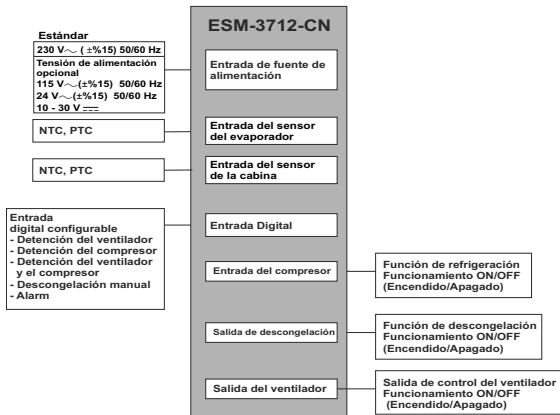 ESM-3712-CN
Estándar
230 V～ ( ±%15) 50/60 Hz
Tensión de alimentación
opcional
115 V～(±%15) 50/60 Hz
24 V～(±%15) 50/60 Hz
10 - 30 V ⎓
Entrada de fuente de
alimentación
NTC, PTC
Entrada del sensor
del evaporador
NTC, PTC
Entrada del sensor
de la cabina
Entrada
digital configurable
- Detención del ventilador
- Detención del compresor
- Detención del ventilador
y el compresor
- Descongelación manual
- Alarm
Entrada Digital
Entrada del compresor
Función de refrigeración
Funcionamiento ON/OFF
(Encendido/Apagado)
Salida de descongelación
Función de descongelación
Funcionamiento ON/OFF
(Encendido/Apagado)
Salida del ventilador
Salida de control del ventilador
Funcionamiento ON/OFF
(Encendido/Apagado)